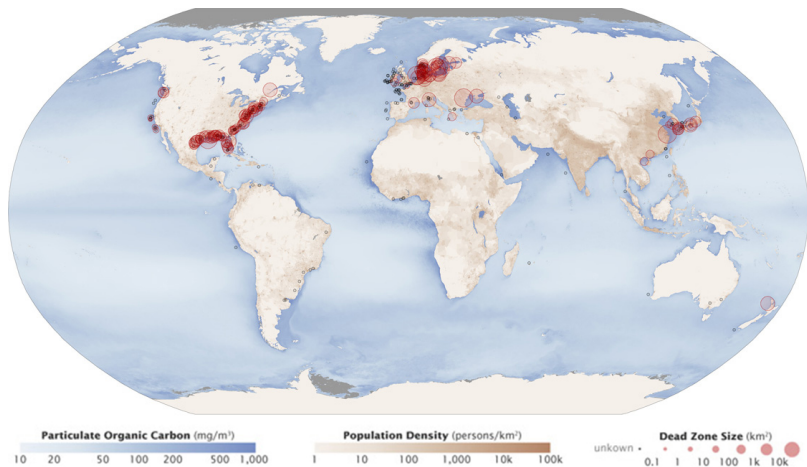 Particulate Organic Carbon (mg/m³)
10 20 50 100 200 500 1,000
Population Density (persons/km²)
1 10 100 1,000 10k 100k
Dead Zone Size (km²)
unkown 0.1 1 10 100 1k 10k